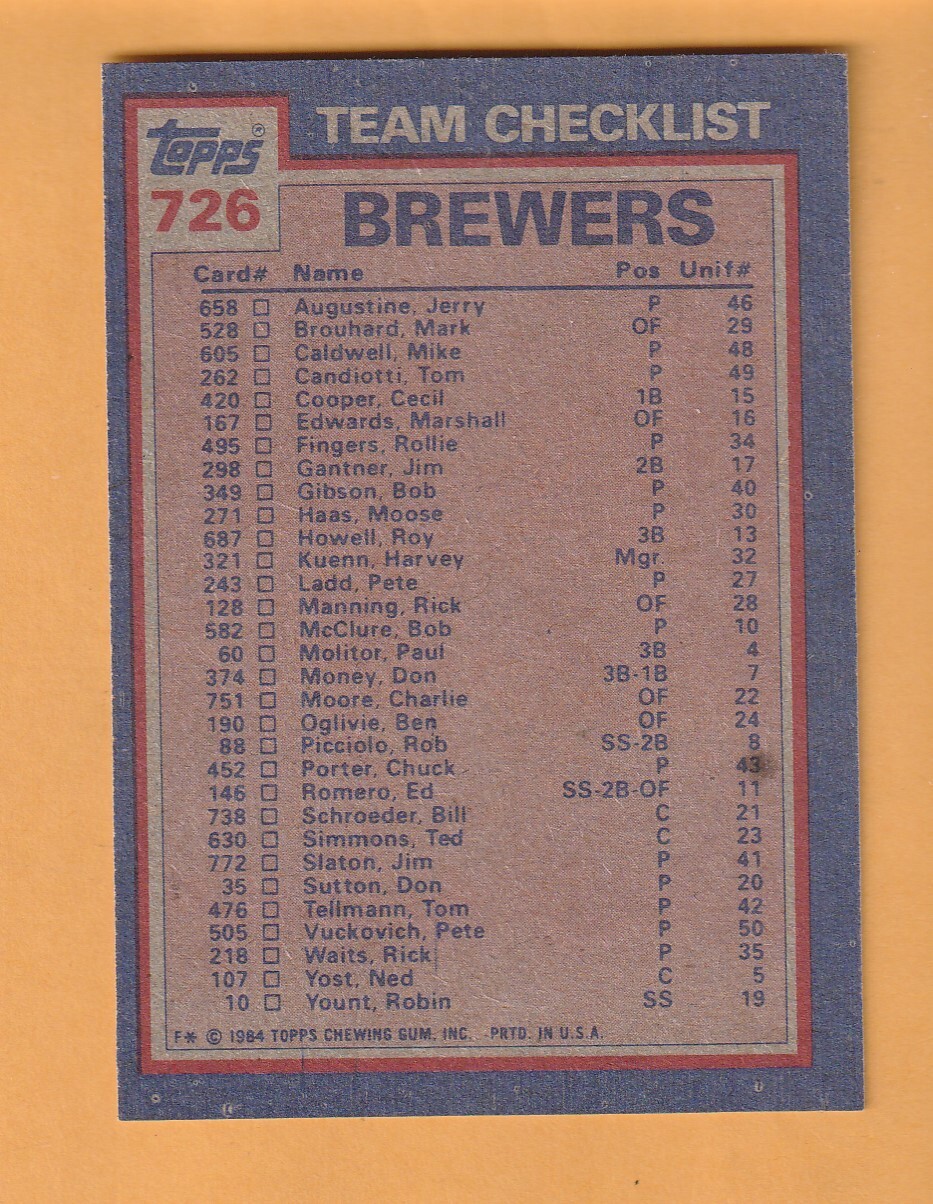 TEAM CHECKLIST
Topps®
726
BREWERS
Card# Name Pos Unif#
658 □ Augustine, Jerry P 46
528 □ Brouhard, Mark OF 29
605 □ Caldwell, Mike P 48
262 □ Candiotti, Tom P 49
420 □ Cooper, Cecil 1B 15
167 □ Edwards, Marshall OF 16
495 □ Fingers, Rollie P 34
298 □ Gantner, Jim 2B 17
349 □ Gibson, Bob P 40
271 □ Haas, Moose P 30
687 □ Howell, Roy 3B 13
321 □ Kuenn, Harvey Mgr. 32
243 □ Ladd, Pete P 27
128 □ Manning, Rick OF 28
582 □ McClure, Bob P 10
60 □ Molitor, Paul 3B 4
374 □ Money, Don 3B-1B 7
751 □ Moore, Charlie OF 22
190 □ Oglivie, Ben OF 24
88 □ Picciolo, Rob SS-2B 8
452 □ Porter, Chuck P 43
146 □ Romero, Ed SS-2B-OF 11
738 □ Schroeder, Bill C 21
630 □ Simmons, Ted C 23
772 □ Slaton, Jim P 41
35 □ Sutton, Don P 20
476 □ Tellmann, Tom P 42
505 □ Vuckovich, Pete P 50
218 □ Waits, Rick P 35
107 □ Yost, Ned C 5
10 □ Yount, Robin SS 19
F* © 1984 TOPPS CHEWING GUM, INC. PRTD. IN U.S.A.